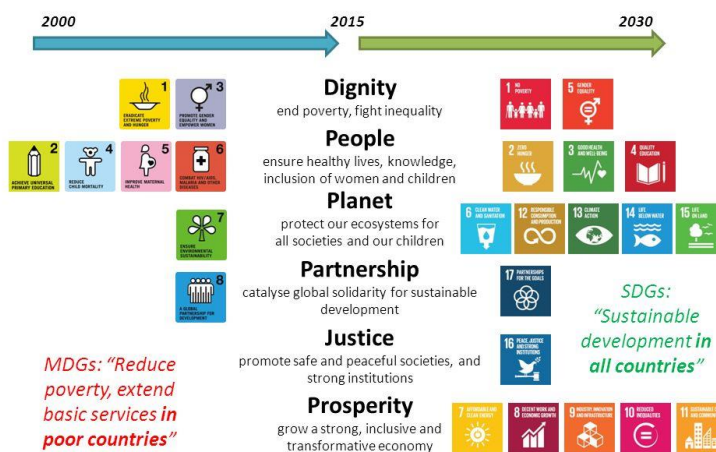 2000
2015
2030
Dignity
end poverty, fight inequality
1
ERADICATE
EXTREME POVERTY
AND HUNGER
3
PROMOTE GENDER
EQUALITY AND
EMPOWER WOMEN
1 NO
POVERTY
5 GENDER
EQUALITY
People
ensure healthy lives, knowledge,
inclusion of women and children
2
ACHIEVE UNIVERSAL
PRIMARY EDUCATION
4
REDUCE
CHILD MORTALITY
5
IMPROVE MATERNAL
HEALTH
6
COMBAT HIV/AIDS,
MALARIA AND OTHER
DISEASES
2 ZERO
HUNGER
3 GOOD HEALTH
AND WELL-BEING
4 QUALITY
EDUCATION
Planet
protect our ecosystems for
all societies and our children
7
ENSURE
ENVIRONMENTAL
SUSTAINABILITY
6 CLEAN WATER
AND SANITATION
12 RESPONSIBLE
CONSUMPTION
AND PRODUCTION
13 CLIMATE
ACTION
14 LIFE
BELOW WATER
15 LIFE
ON LAND
Partnership
catalyse global solidarity for sustainable
development
8
A GLOBAL
PARTNERSHIP FOR
DEVELOPMENT
17 PARTNERSHIPS
FOR THE GOALS
Justice
promote safe and peaceful societies, and
strong institutions
16 PEACE, JUSTICE
AND STRONG
INSTITUTIONS
SDGs:
“Sustainable
development in
all countries”
MDGs: “Reduce
poverty, extend
basic services in
poor countries”
Prosperity
grow a strong, inclusive and
transformative economy
7 AFFORDABLE AND
CLEAN ENERGY
8 DECENT WORK AND
ECONOMIC GROWTH
9 INDUSTRY, INNOVATION
AND INFRASTRUCTURE
10 REDUCED
INEQUALITIES
11